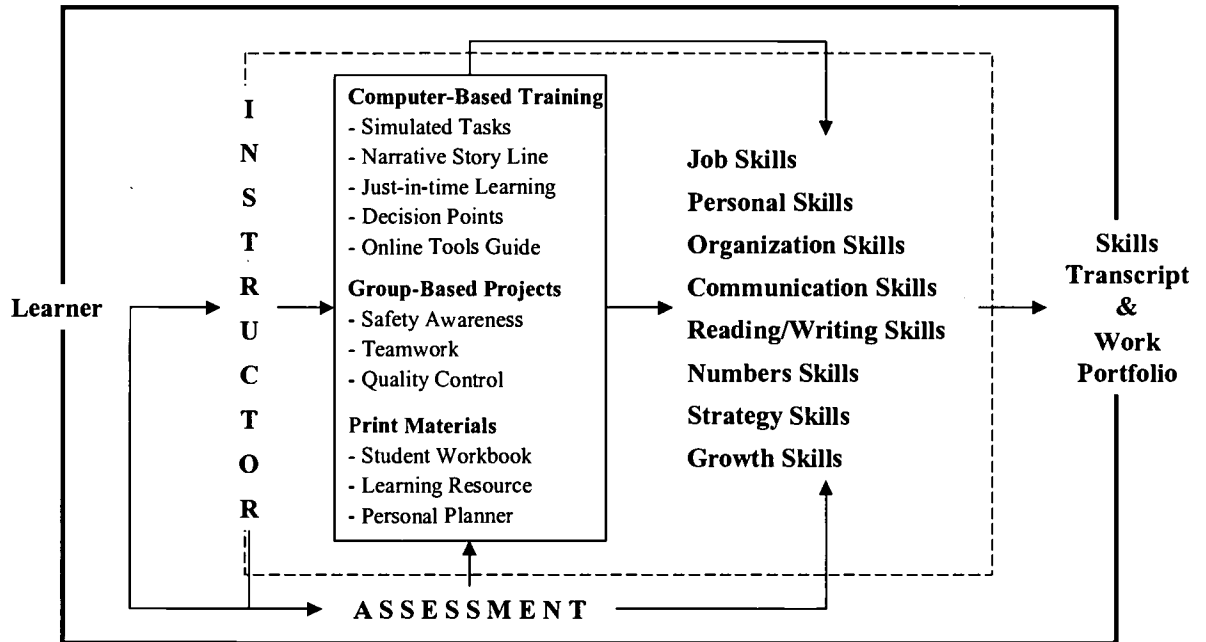 Learner
INSTRUCTOR
Computer-Based Training
- Simulated Tasks
- Narrative Story Line
- Just-in-time Learning
- Decision Points
- Online Tools Guide
Group-Based Projects
- Safety Awareness
- Teamwork
- Quality Control
Print Materials
- Student Workbook
- Learning Resource
- Personal Planner
Job Skills
Personal Skills
Organization Skills
Communication Skills
Reading/Writing Skills
Numbers Skills
Strategy Skills
Growth Skills
Skills
Transcript
&
Work
Portfolio
ASSESSMENT